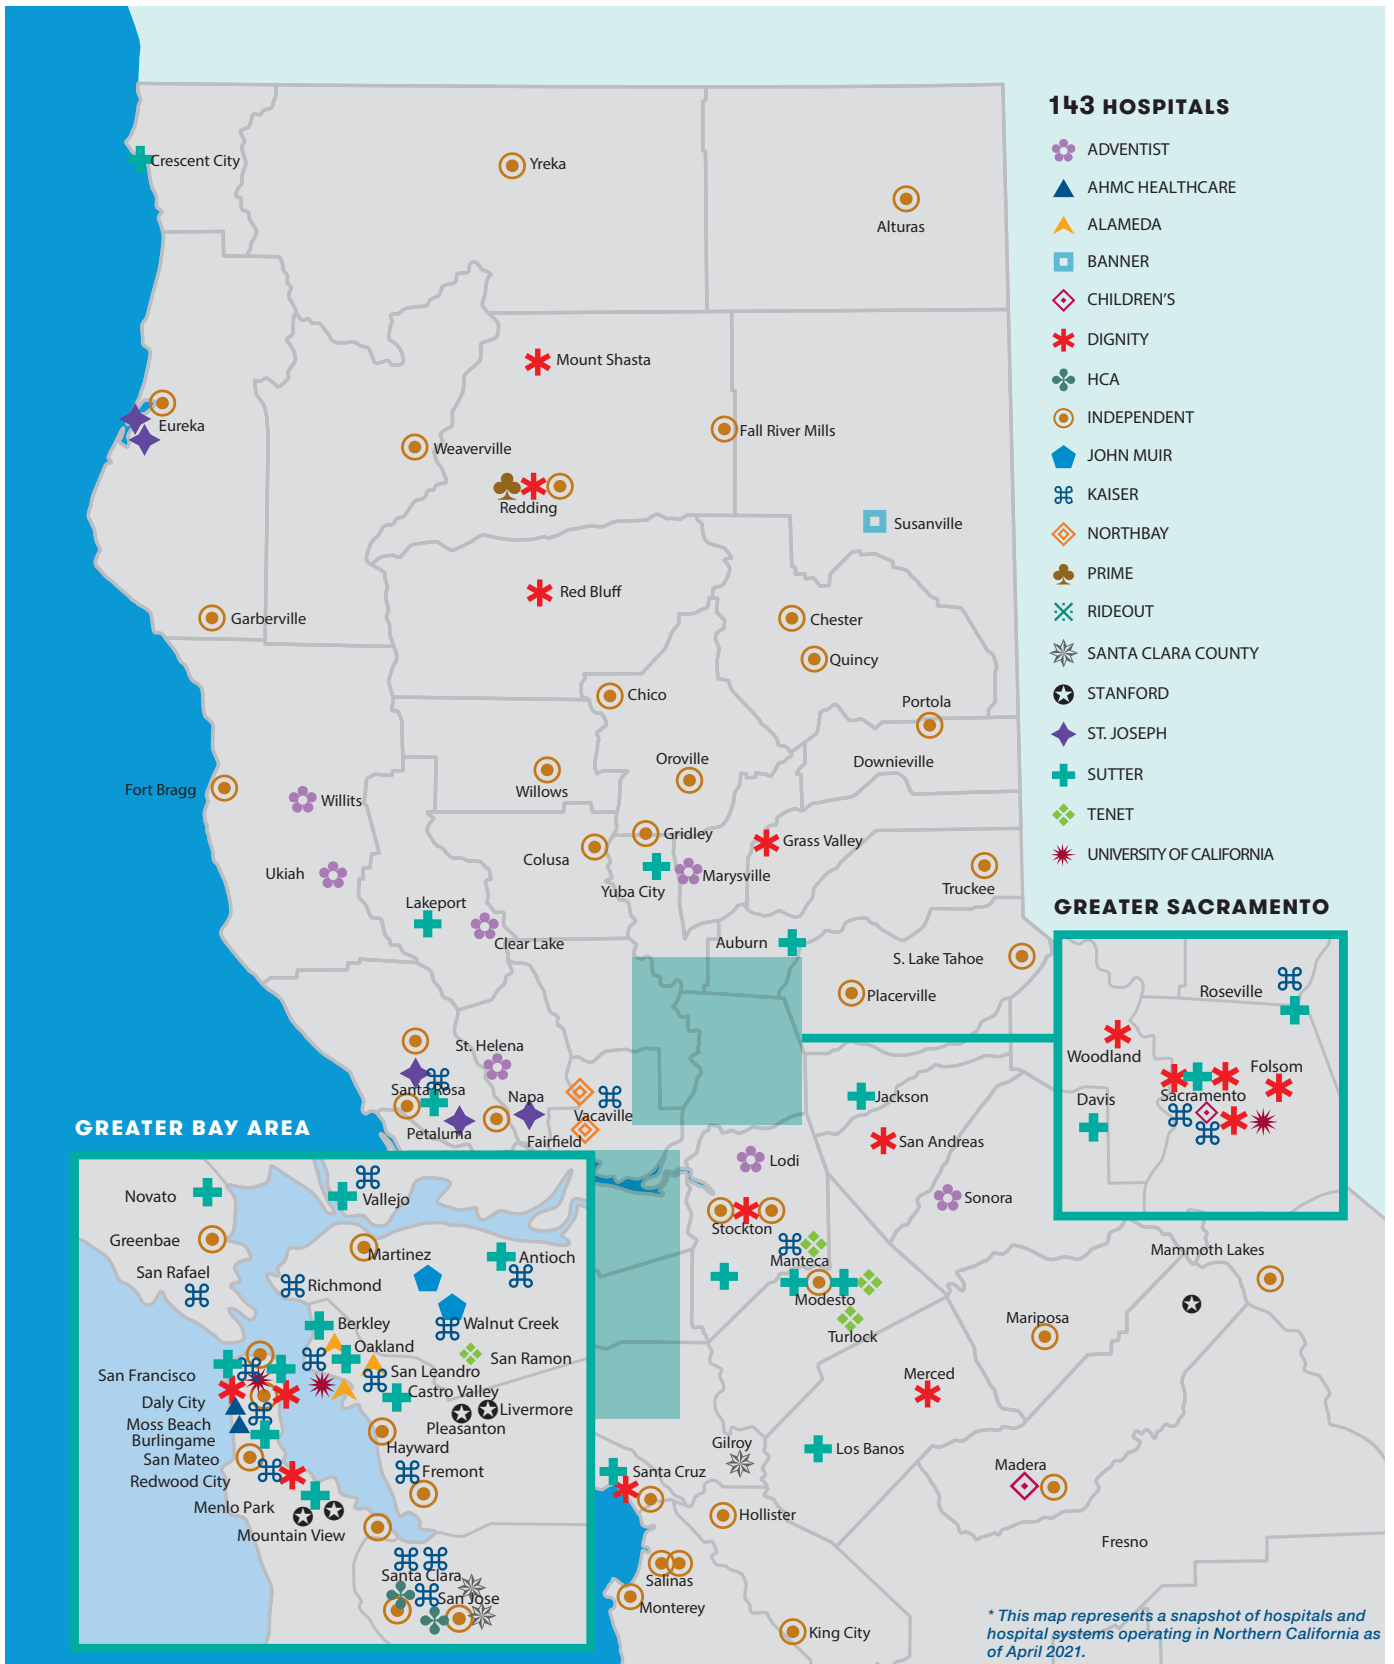 143 HOSPITALS
ADVENTIST
AHMC HEALTHCARE
ALAMEDA
BANNER
CHILDREN'S
DIGNITY
HCA
INDEPENDENT
JOHN MUIR
KAISER
NORTHBAY
PRIME
RIDEOUT
SANTA CLARA COUNTY
STANFORD
ST. JOSEPH
SUTTER
TENET
UNIVERSITY OF CALIFORNIA
Crescent City
Yreka
Alturas
Mount Shasta
Eureka
Weaverville
Fall River Mills
Redding
Susanville
Red Bluff
Garberville
Chester
Quincy
Chico
Portola
Oroville
Downieville
Fort Bragg
Willits
Willows
Gridley
Grass Valley
Colusa
Ukiah
Yuba City
Marysville
Truckee
Lakeport
Clear Lake
Auburn
S. Lake Tahoe
Placerville
St. Helena
Santa Rosa
Napa
Vacaville
Petaluma
Fairfield
Jackson
San Andreas
Lodi
Sonora
Stockton
Manteca
Modesto
Turlock
Mammoth Lakes
Mariposa
Merced
Gilroy
Los Banos
Santa Cruz
Madera
Hollister
Fresno
Salinas
Monterey
King City
GREATER SACRAMENTO
Roseville
Woodland
Folsom
Sacramento
Davis
GREATER BAY AREA
Novato
Vallejo
Greenbae
Martinez
Antioch
San Rafael
Richmond
Berkley
Walnut Creek
Oakland
San Ramon
San Francisco
San Leandro
Castro Valley
Daly City
Livermore
Moss Beach
Pleasanton
Burlingame
Hayward
San Mateo
Fremont
Redwood City
Menlo Park
Mountain View
Santa Clara
San Jose
* This map represents a snapshot of hospitals and
hospital systems operating in Northern California as
of April 2021.